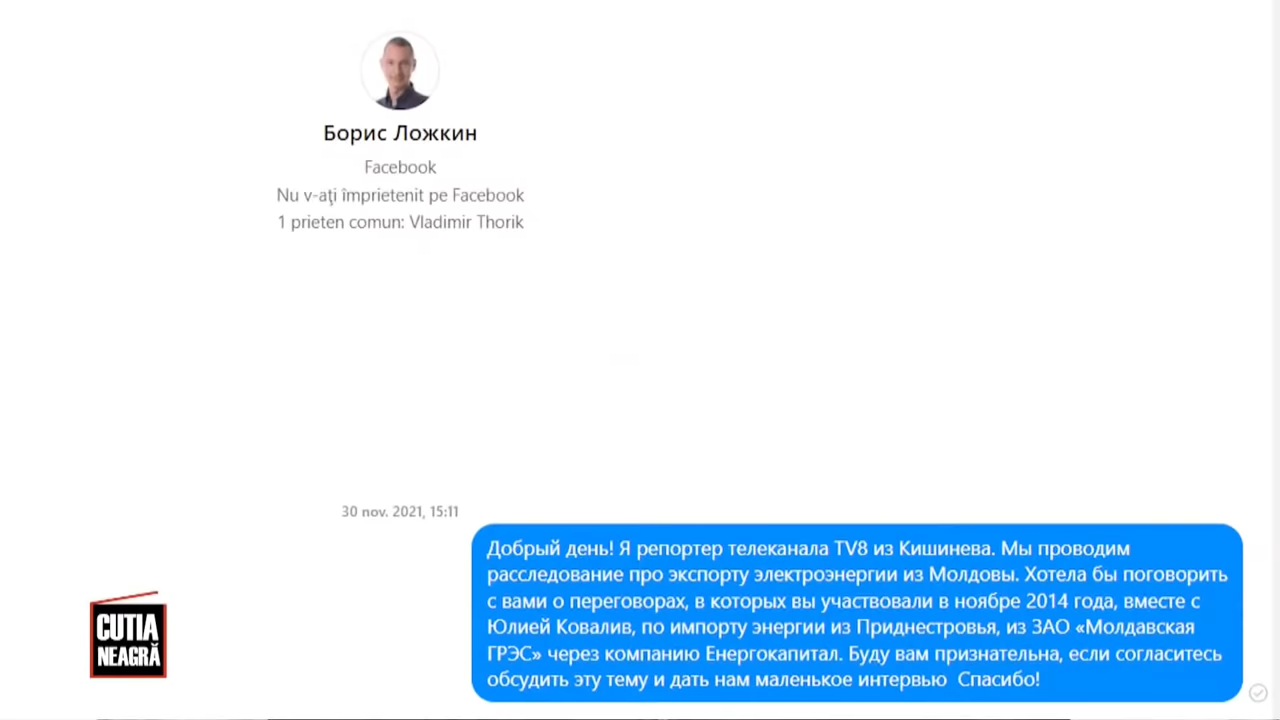 Борис Ложкин
Facebook
Nu v-ați împrietenit pe Facebook
1 prieten comun: Vladimir Thorik
30 nov. 2021, 15:11
Добрый день! Я репортер телеканала TV8 из Кишинева. Мы проводим
расследование про экспорту электроэнергии из Молдовы. Хотела бы поговорить
с вами о переговорах, в которых вы участвовали в ноябре 2014 года, вместе с
Юлией Ковалив, по импорту энергии из Приднестровья, из ЗАО «Молдавская
ГРЭС» через компанию Енергокапитал. Буду вам признательна, если согласитесь
обсудить эту тему и дать нам маленькое интервью  Спасибо!
CUTIA
NEAGRĂ